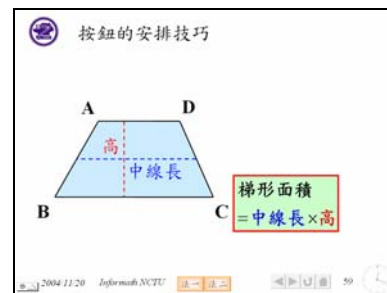 按鈕的安排技巧
A D
高
中線長
B C
梯形面積
=中線長×高
2004/11/20 Informath NCTU 法一 法二 59